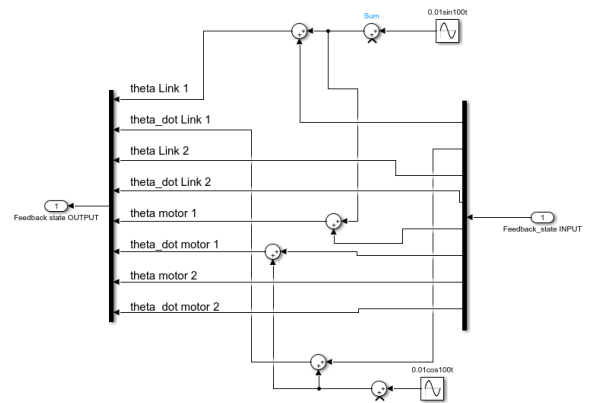 0.01sin100t
Sum
theta Link 1
theta_dot Link 1
theta Link 2
theta_dot Link 2
1
Feedback state OUTPUT
theta motor 1
1
Feedback_state INPUT
theta_dot motor 1
theta motor 2
theta_dot motor 2
0.01cos100t